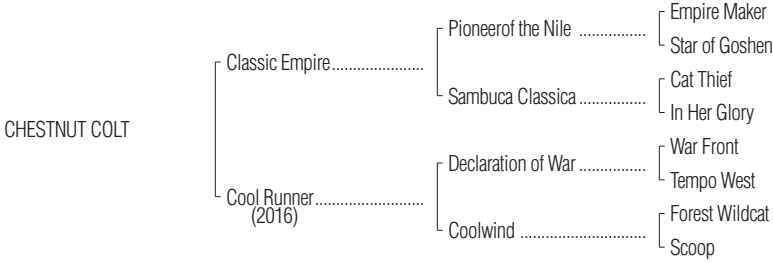 Empire Maker
Pioneerof the Nile ................
Star of Goshen
Classic Empire......................
Cat Thief
Sambuca Classica ................
In Her Glory
CHESTNUT COLT
War Front
Declaration of War ................
Tempo West
Cool Runner..........................
(2016)
Forest Wildcat
Coolwind ..............................
Scoop